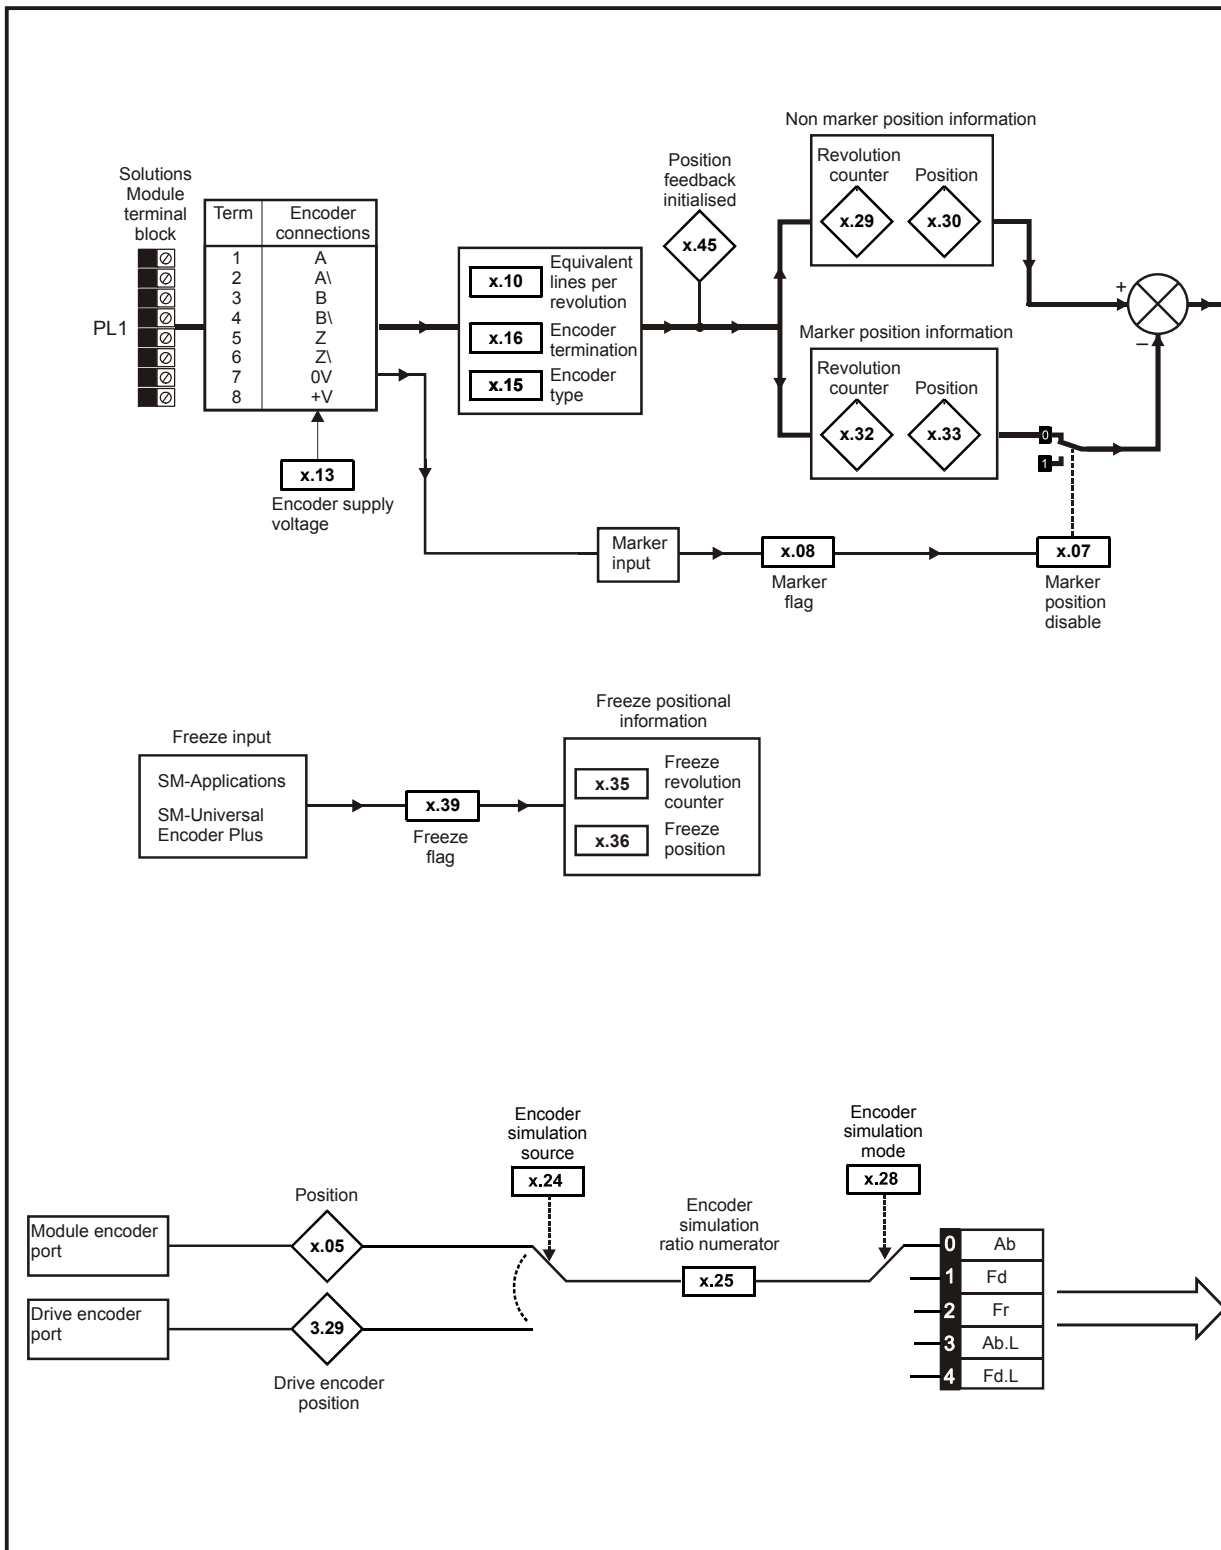 Non marker position information
Revolution
counter
Position
x.29
x.30
Position
feedback
initialised
x.45
Solutions
Module
terminal
block
PL1
Term
Encoder
connections
1 A
2 A\
3 B
4 B\
5 Z
6 Z\
7 0V
8 +V
x.10
Equivalent
lines per
revolution
x.16
Encoder
termination
x.15
Encoder
type
+
−
Marker position information
Revolution
counter
Position
x.32
x.33
0
1
x.13
Encoder supply
voltage
Marker
input
x.08
Marker
flag
x.07
Marker
position
disable
Freeze input
SM-Applications
SM-Universal
Encoder Plus
x.39
Freeze
flag
Freeze positional
information
x.35
Freeze
revolution
counter
x.36
Freeze
position
Encoder
simulation
source
x.24
Encoder
simulation
mode
x.28
Module encoder
port
Position
x.05
Drive encoder
port
3.29
Drive encoder
position
Encoder
simulation
ratio numerator
x.25
0 Ab
1 Fd
2 Fr
3 Ab.L
4 Fd.L